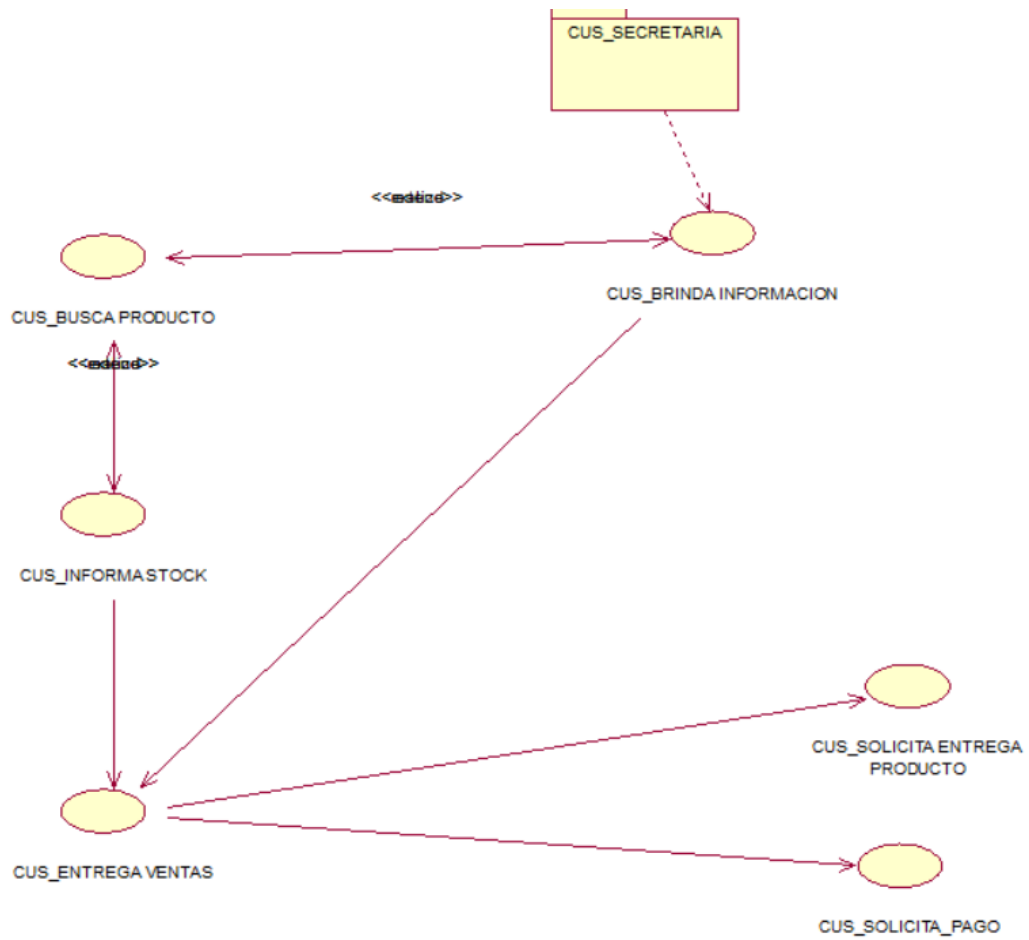 CUS_SECRETARIA
CUS_BRINDA INFORMACION
CUS_BUSCA PRODUCTO
CUS_INFORMA STOCK
CUS_SOLICITA ENTREGA
PRODUCTO
CUS_ENTREGA VENTAS
CUS_SOLICITA_PAGO